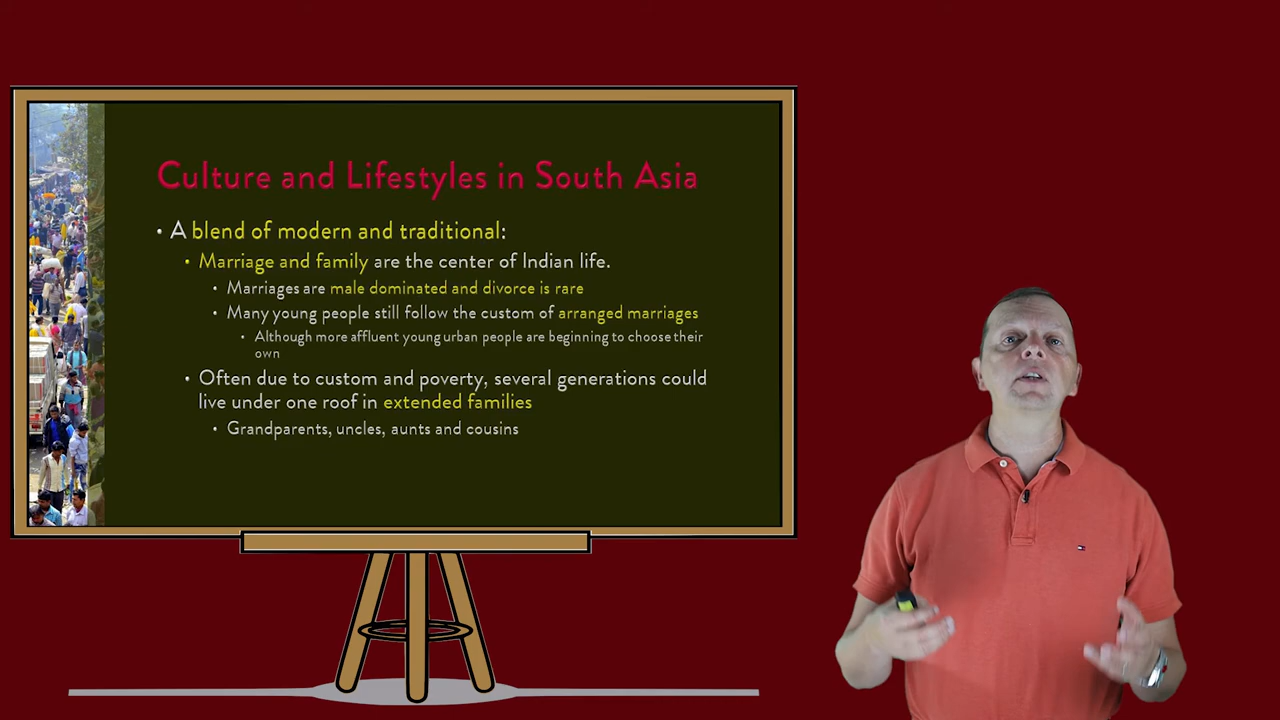 Culture and Lifestyles in South Asia
• A blend of modern and traditional:
• Marriage and family are the center of Indian life.
• Marriages are male dominated and divorce is rare
• Many young people still follow the custom of arranged marriages
• Although more affluent young urban people are beginning to choose their
own
• Often due to custom and poverty, several generations could
live under one roof in extended families
• Grandparents, uncles, aunts and cousins